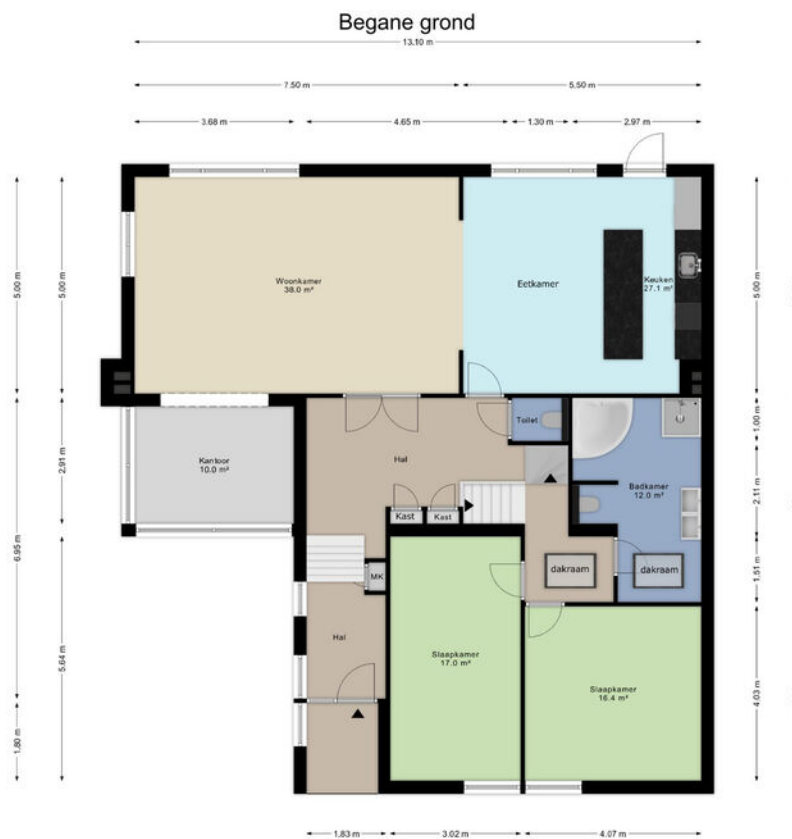 Begane grond
13.10 m
7.50 m
5.50 m
3.68 m
4.65 m
1.30 m
2.97 m
5.00 m
5.00 m
5.00 m
Woonkamer
38.0 m²
Eetkamer
Keuken
27.1 m²
Toilet
1.00 m
Kantoor
10.0 m²
Hal
2.91 m
Badkamer
12.0 m²
2.11 m
Kast
Kast
6.95 m
MK
dakraam
dakraam
1.51 m
Hal
5.64 m
Slaapkamer
17.0 m²
Slaapkamer
16.4 m²
4.03 m
1.80 m
1.83 m
3.02 m
4.07 m